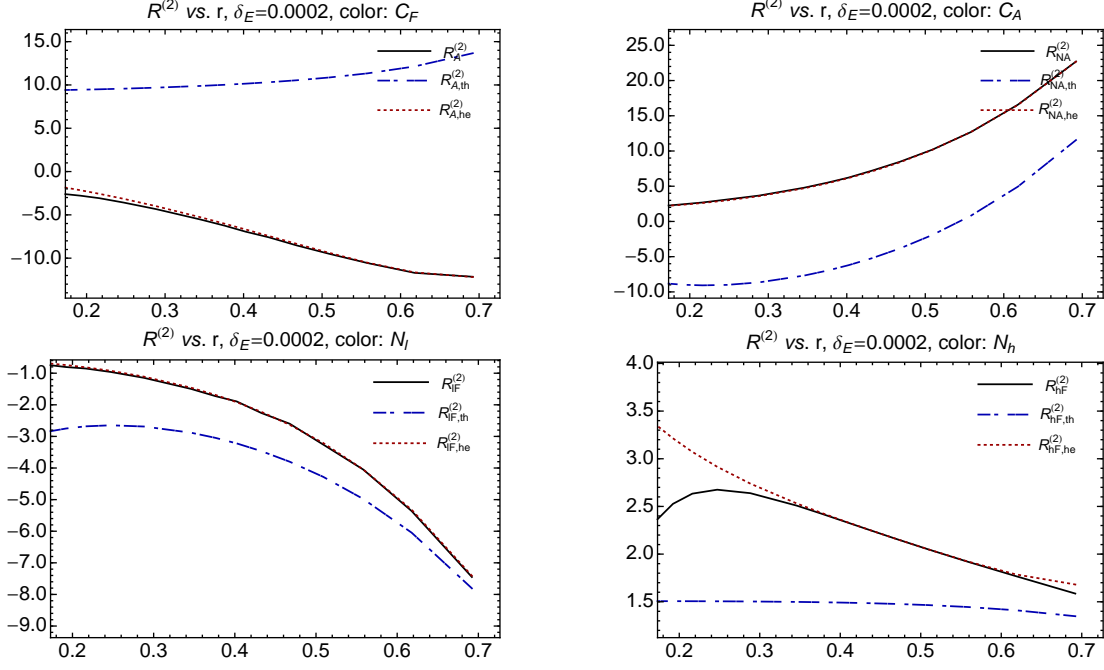 R^(2) vs. r, δ_E=0.0002, color: C_F
15.0
10.0
5.0
0.0
−5.0
−10.0
R_A^(2)
R_A,th^(2)
R_A,he^(2)
0.2 0.3 0.4 0.5 0.6 0.7
R^(2) vs. r, δ_E=0.0002, color: C_A
25.0
20.0
15.0
10.0
5.0
0.0
−5.0
−10.0
R_NA^(2)
R_NA,th^(2)
R_NA,he^(2)
0.2 0.3 0.4 0.5 0.6 0.7
R^(2) vs. r, δ_E=0.0002, color: N_l
−1.0
−2.0
−3.0
−4.0
−5.0
−6.0
−7.0
−8.0
−9.0
R_lF^(2)
R_lF,th^(2)
R_lF,he^(2)
0.2 0.3 0.4 0.5 0.6 0.7
R^(2) vs. r, δ_E=0.0002, color: N_h
4.0
3.5
3.0
2.5
2.0
1.5
R_hF^(2)
R_hF,th^(2)
R_hF,he^(2)
0.2 0.3 0.4 0.5 0.6 0.7